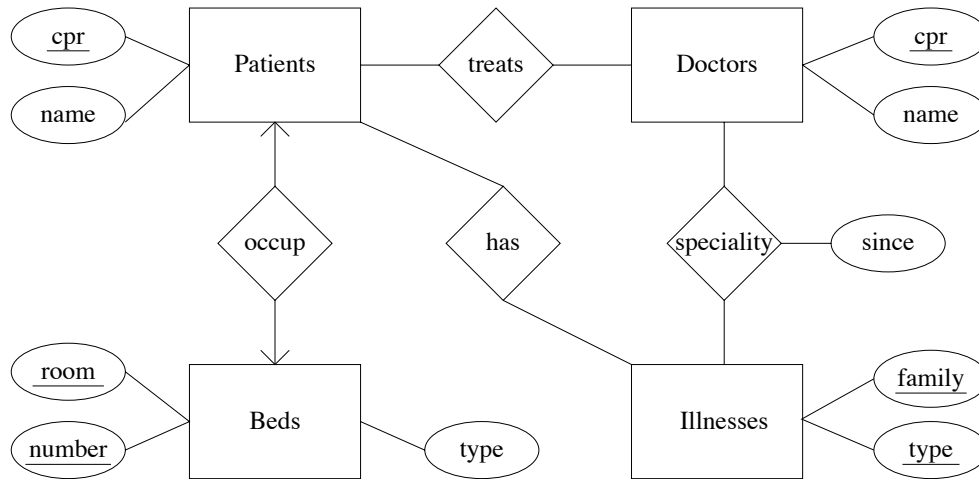 cpr
Patients
treats
Doctors
cpr
name
name
occup
has
speciality
since
room
family
Beds
Illnesses
number
type
type